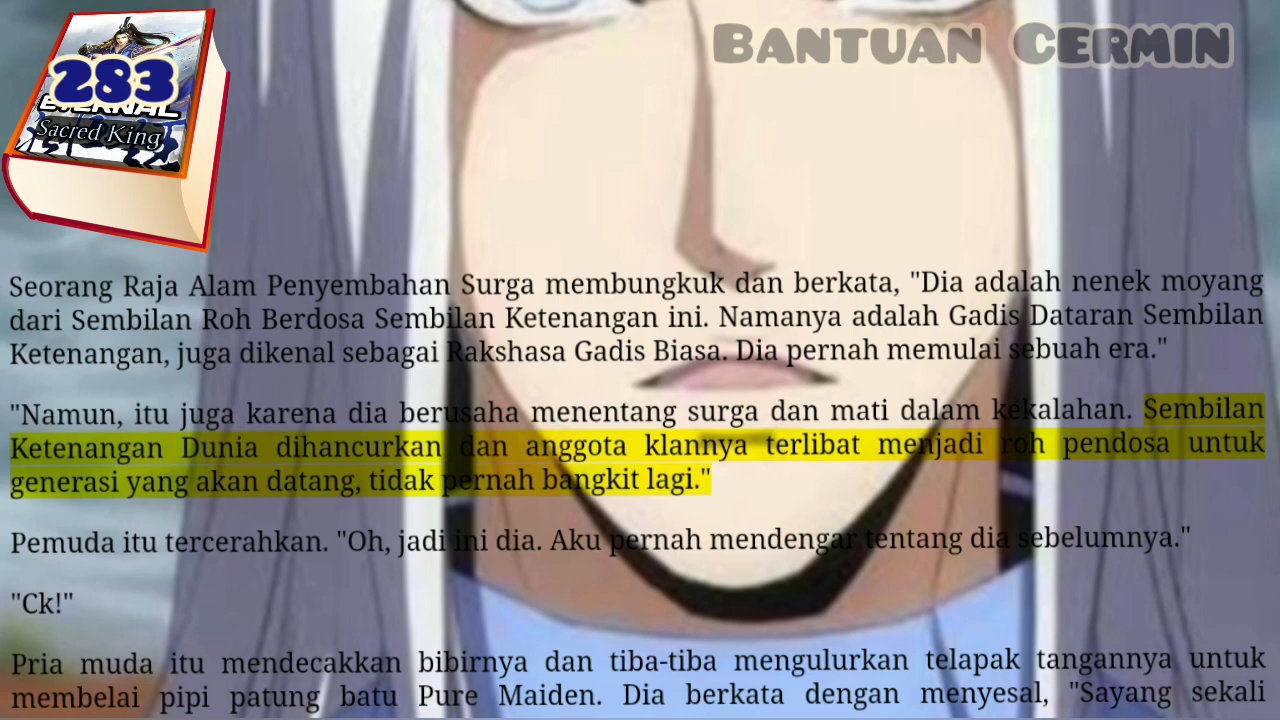 Bantuan Cermin
283
ETERNAL
Sacred King
Seorang Raja Alam Penyembahan Surga membungkuk dan berkata, "Dia adalah nenek moyang
dari Sembilan Roh Berdosa Sembilan Ketenangan ini. Namanya adalah Gadis Dataran Sembilan
Ketenangan, juga dikenal sebagai Rakshasa Gadis Biasa. Dia pernah memulai sebuah era."
"Namun, itu juga karena dia berusaha menentang surga dan mati dalam kekalahan. Sembilan
Ketenangan Dunia dihancurkan dan anggota klannya terlibat menjadi roh pendosa untuk
generasi yang akan datang, tidak pernah bangkit lagi."
Pemuda itu tercerahkan. "Oh, jadi ini dia. Aku pernah mendengar tentang dia sebelumnya."
"Ck!"
Pria muda itu mendecakkan bibirnya dan tiba-tiba mengulurkan telapak tangannya untuk
membelai pipi patung batu Pure Maiden. Dia berkata dengan menyesal, "Sayang sekali